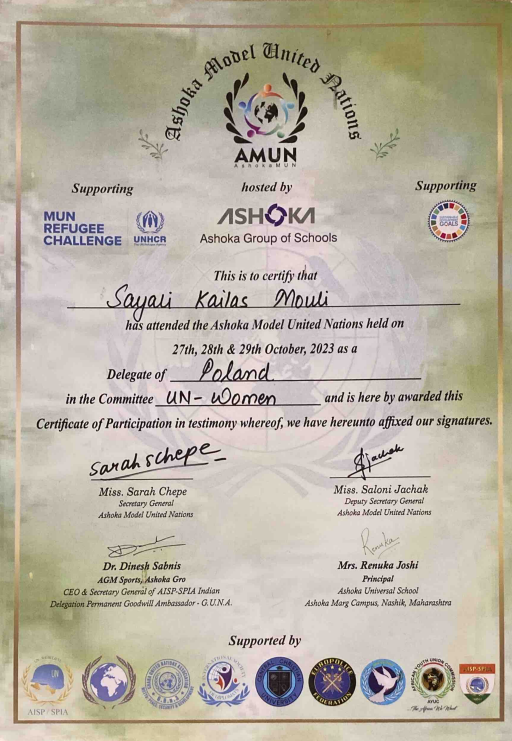 Ashoka Model United Nations
AMUN
AshokaMUN
Supporting
hosted by
Supporting
MUN
REFUGEE
CHALLENGE
UNHCR
ASHOKA
Ashoka Group of Schools
SUSTAINABLE
DEVELOPMENT
GOALS
This is to certify that
Sayali Kailas Mouli
has attended the Ashoka Model United Nations held on
27th, 28th & 29th October, 2023 as a
Delegate of Poland
in the Committee UN-Women and is here by awarded this
Certificate of Participation in testimony whereof, we have hereunto affixed our signatures.
sarahschepe
SJachak
Miss. Sarah Chepe
Miss. Saloni Jachak
Secretary General
Deputy Secretary General
Ashoka Model United Nations
Ashoka Model United Nations
Renuka
Dr. Dinesh Sabnis
Mrs. Renuka Joshi
AGM Sports, Ashoka Gro
Principal
CEO & Secretary General of AISP-SPIA Indian
Ashoka Universal School
Delegation Permanent Goodwill Ambassador - G.U.N.A.
Ashoka Marg Campus, Nashik, Maharashtra
Supported by
AISP / SPIA
EUROPOLICE
FEDERATION
AFRICAN YOUTH UNION COMMISSION
AYUC
...The Africa We Want
AISP-SPIA